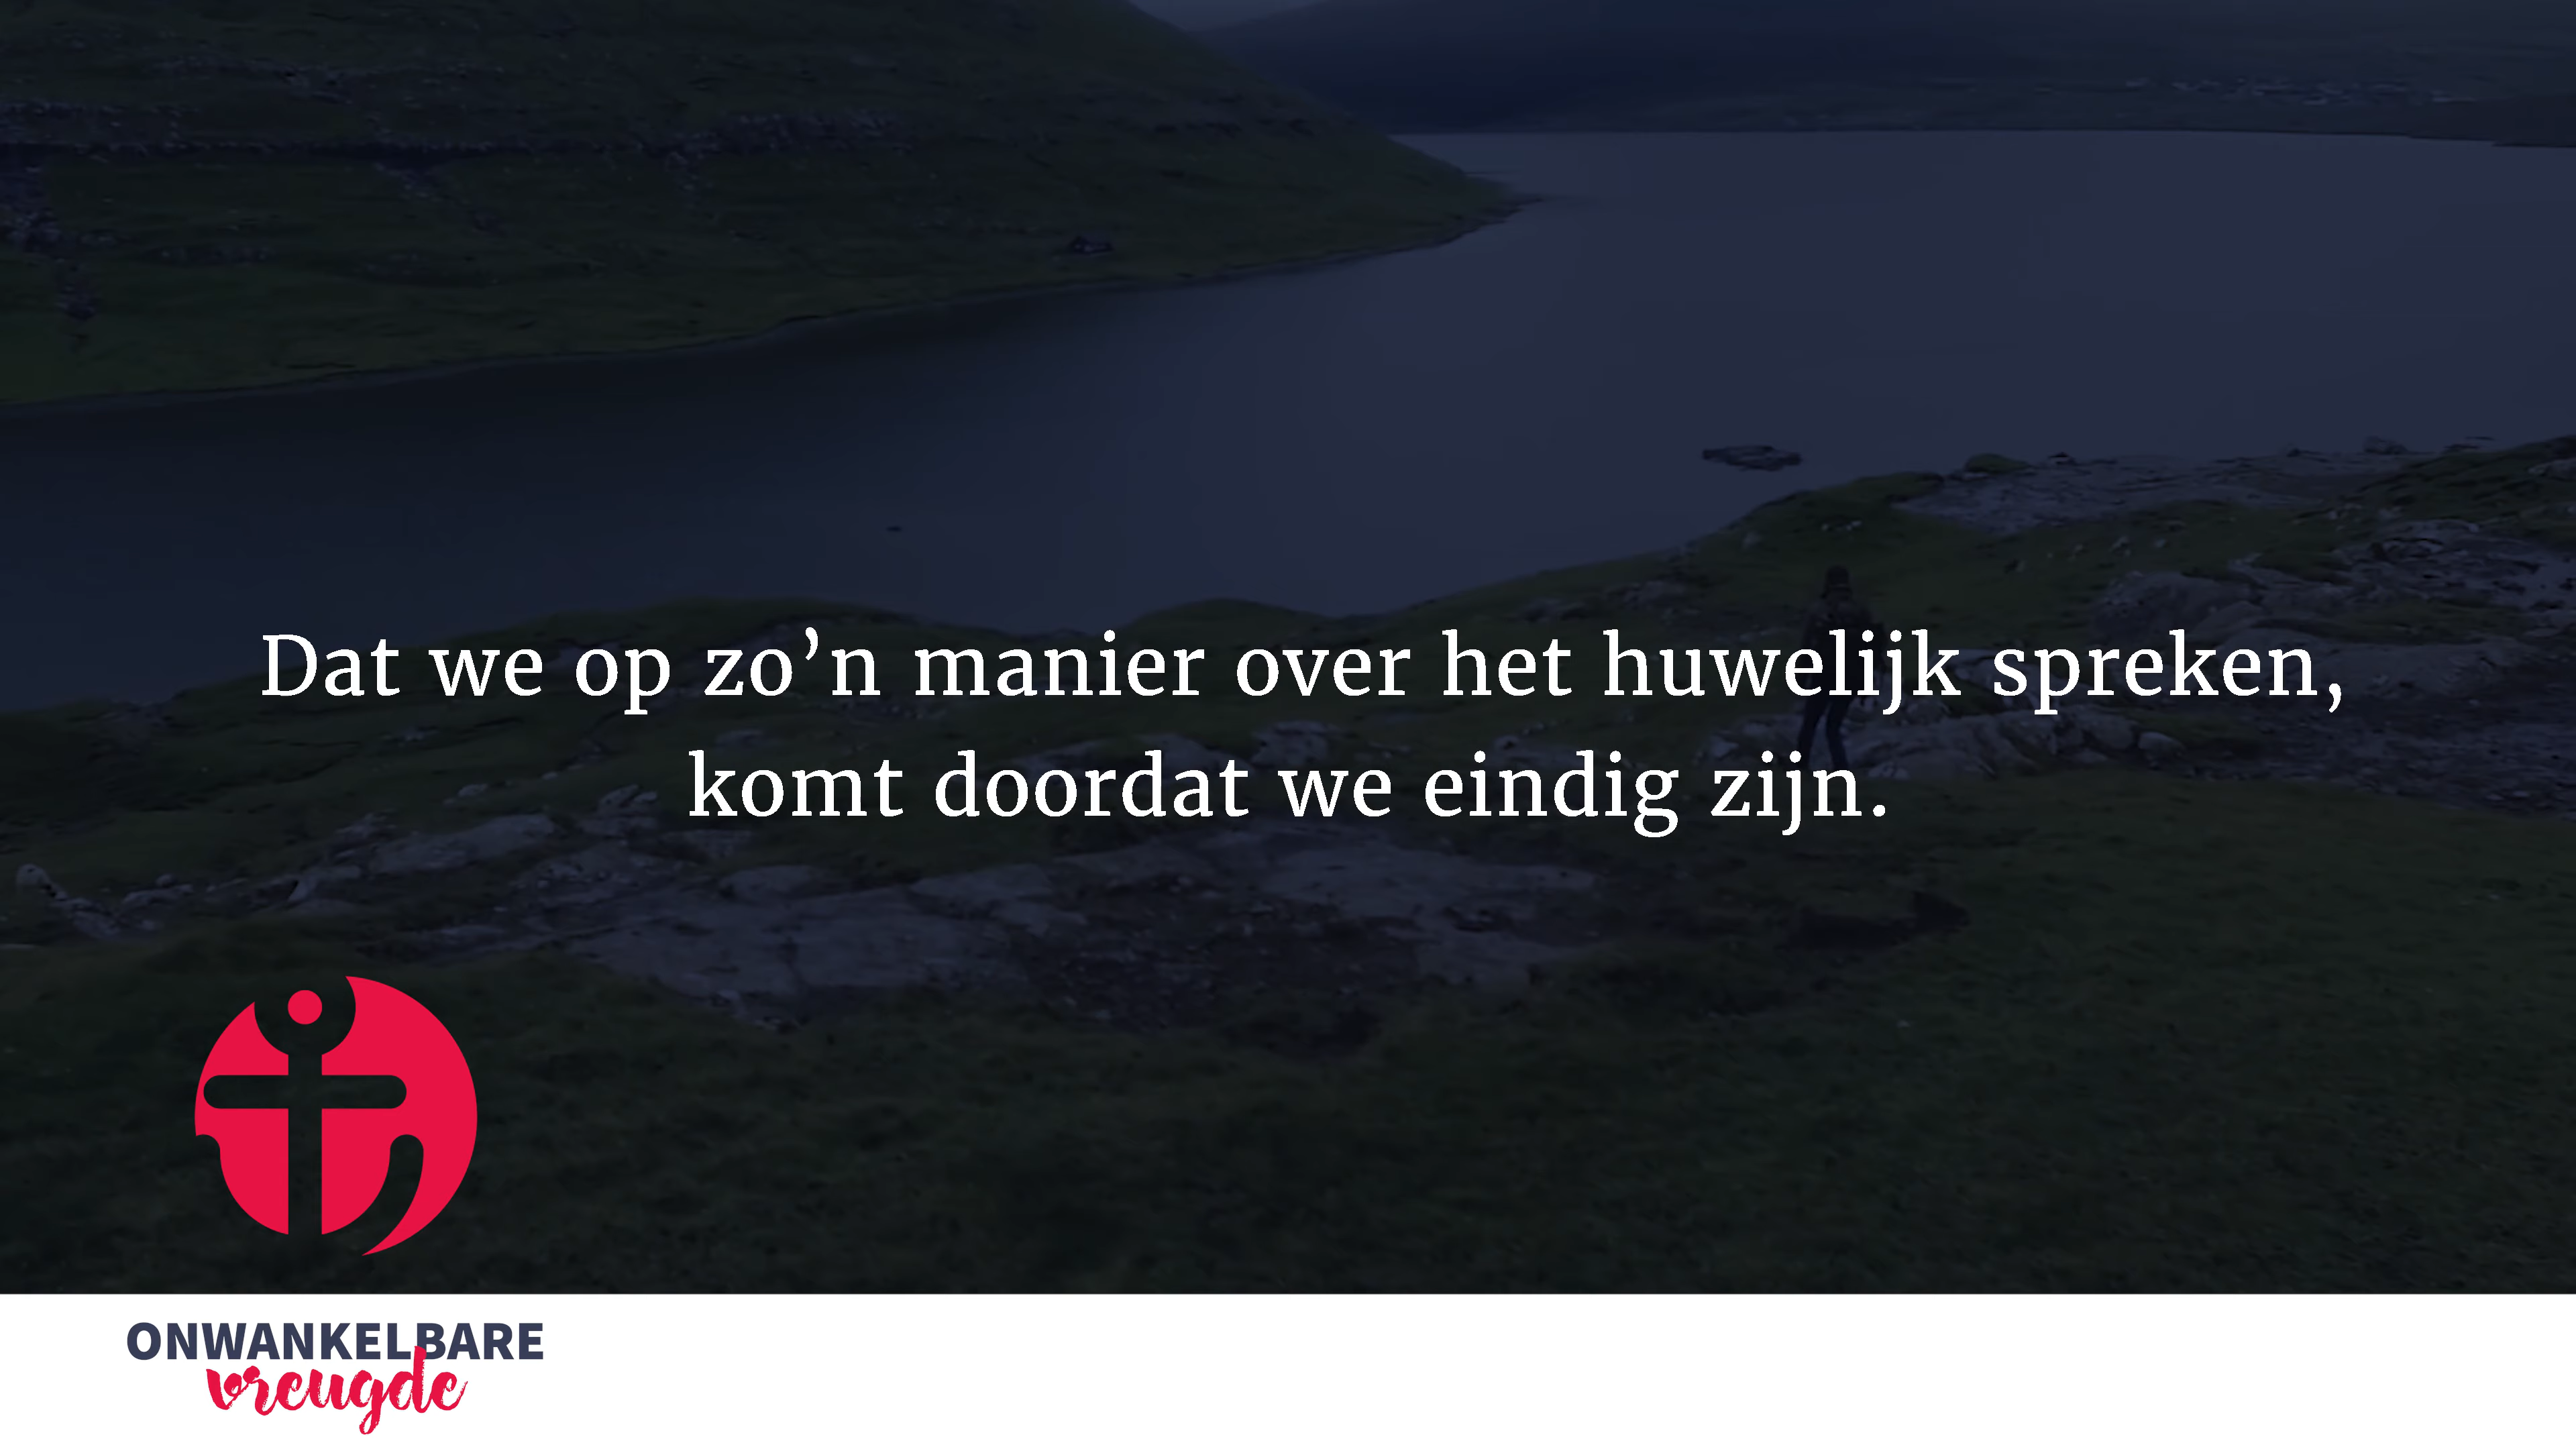 Dat we op zo’n manier over het huwelijk spreken,
komt doordat we eindig zijn.
ONWANKELBARE
vreugde